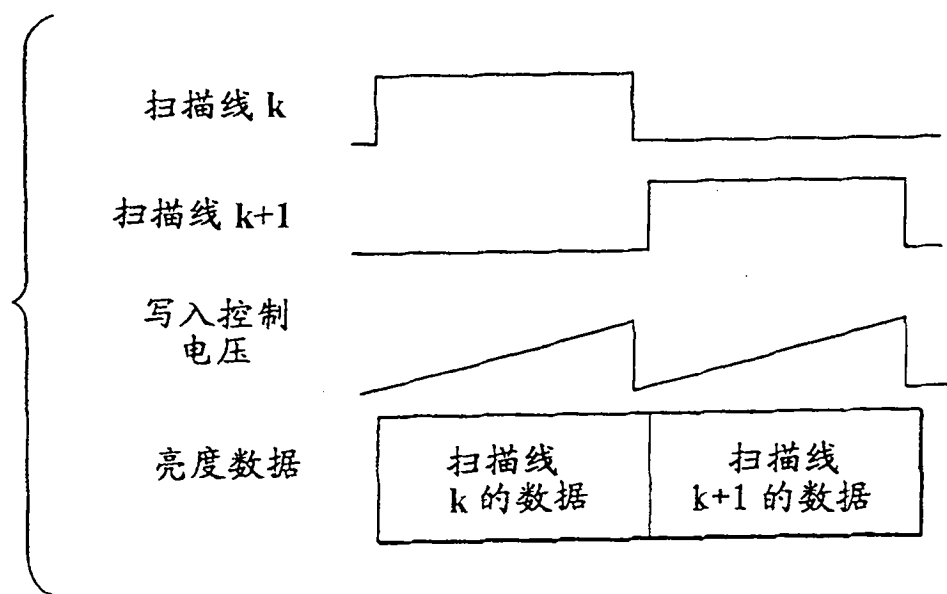 扫描线 k
扫描线 k+1
写入控制
电压
亮度数据
扫描线
k 的数据
扫描线
k+1 的数据